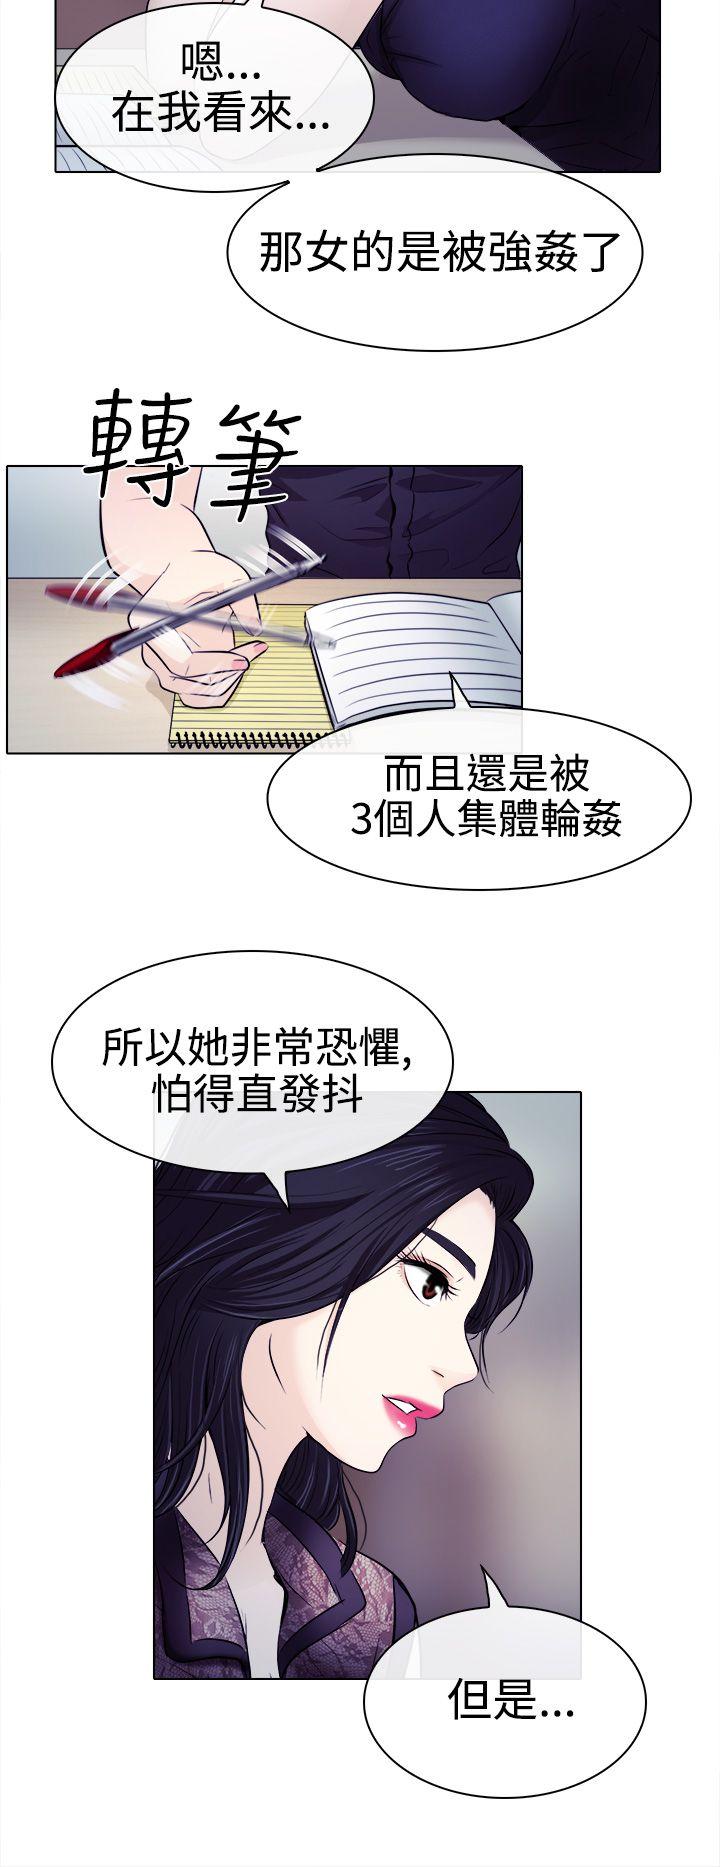 嗯...
在我看來...
那女的是被強姦了
轉筆
而且還是被
3個人集體輪姦
所以她非常恐懼,
怕得直發抖
但是...